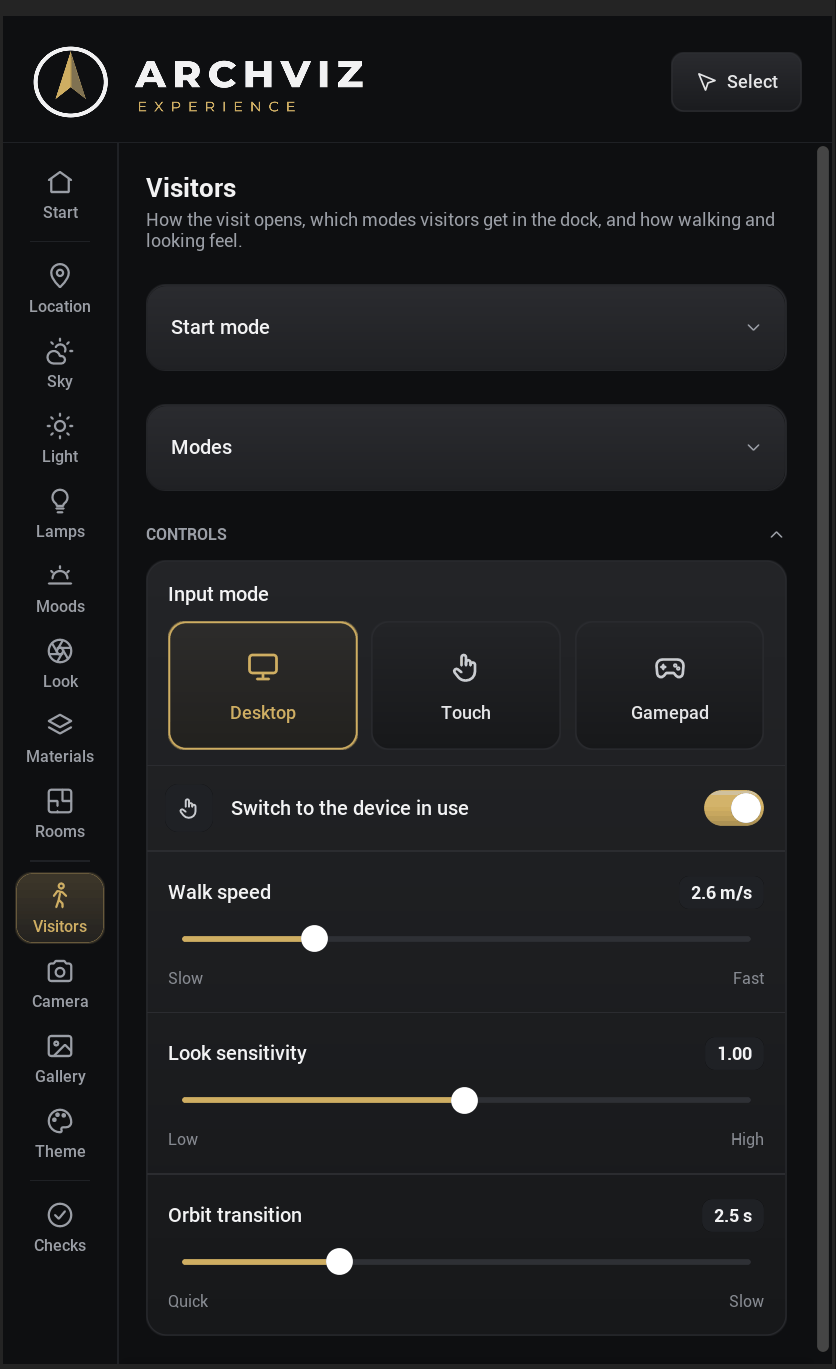 ARCHVIZ
EXPERIENCE
Select
Start
Location
Sky
Light
Lamps
Moods
Look
Materials
Rooms
Visitors
Camera
Gallery
Theme
Checks
Visitors
How the visit opens, which modes visitors get in the dock, and how walking and
looking feel.
Start mode
Modes
CONTROLS
Input mode
Desktop
Touch
Gamepad
Switch to the device in use
Walk speed
2.6 m/s
Slow
Fast
Look sensitivity
1.00
Low
High
Orbit transition
2.5 s
Quick
Slow